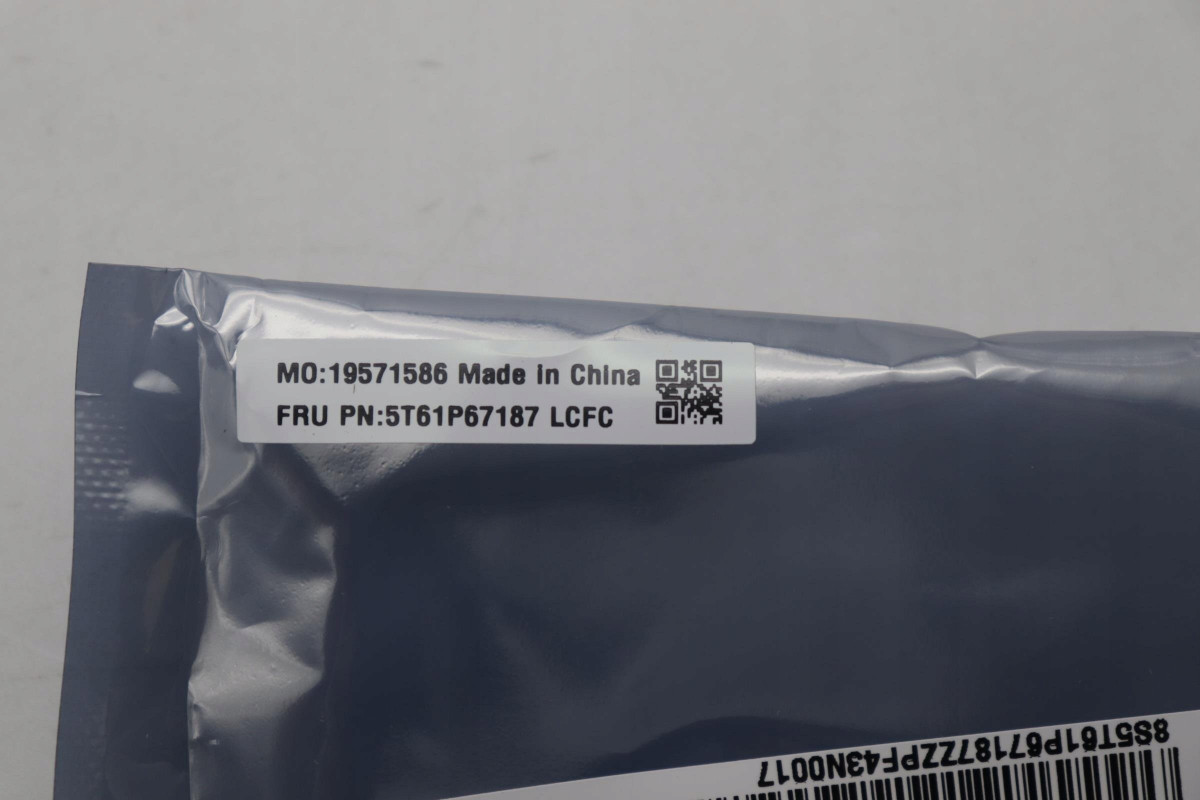 MO:19571586 Made in China
FRU PN:5T61P67187 LCFC
8S5T61P67187ZZPF43N0017